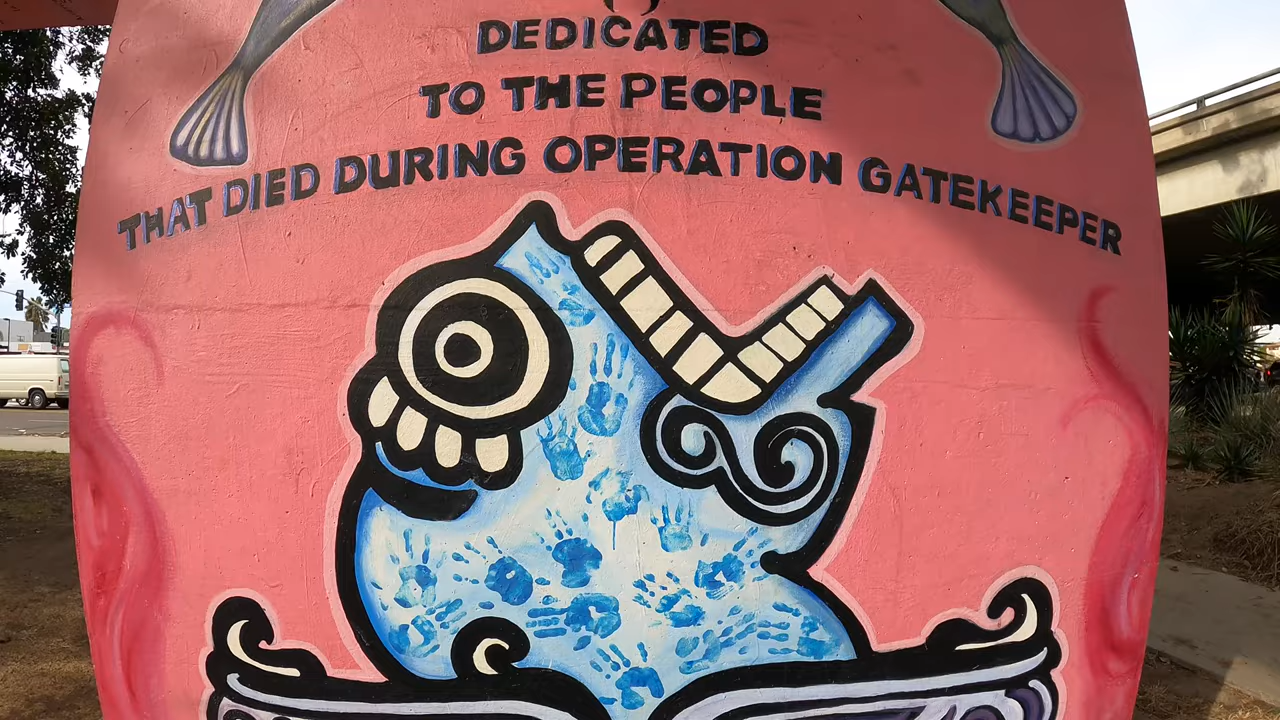 DEDICATED
TO THE PEOPLE
THAT DIED DURING OPERATION GATEKEEPER